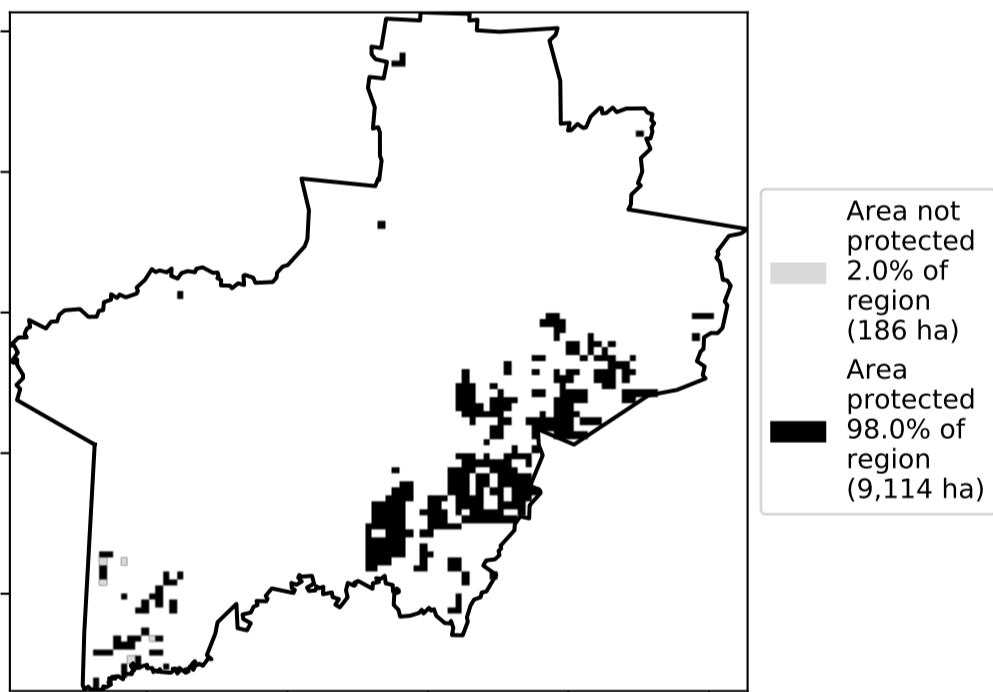 Area not
protected
2.0% of
region
(186 ha)
Area
protected
98.0% of
region
(9,114 ha)